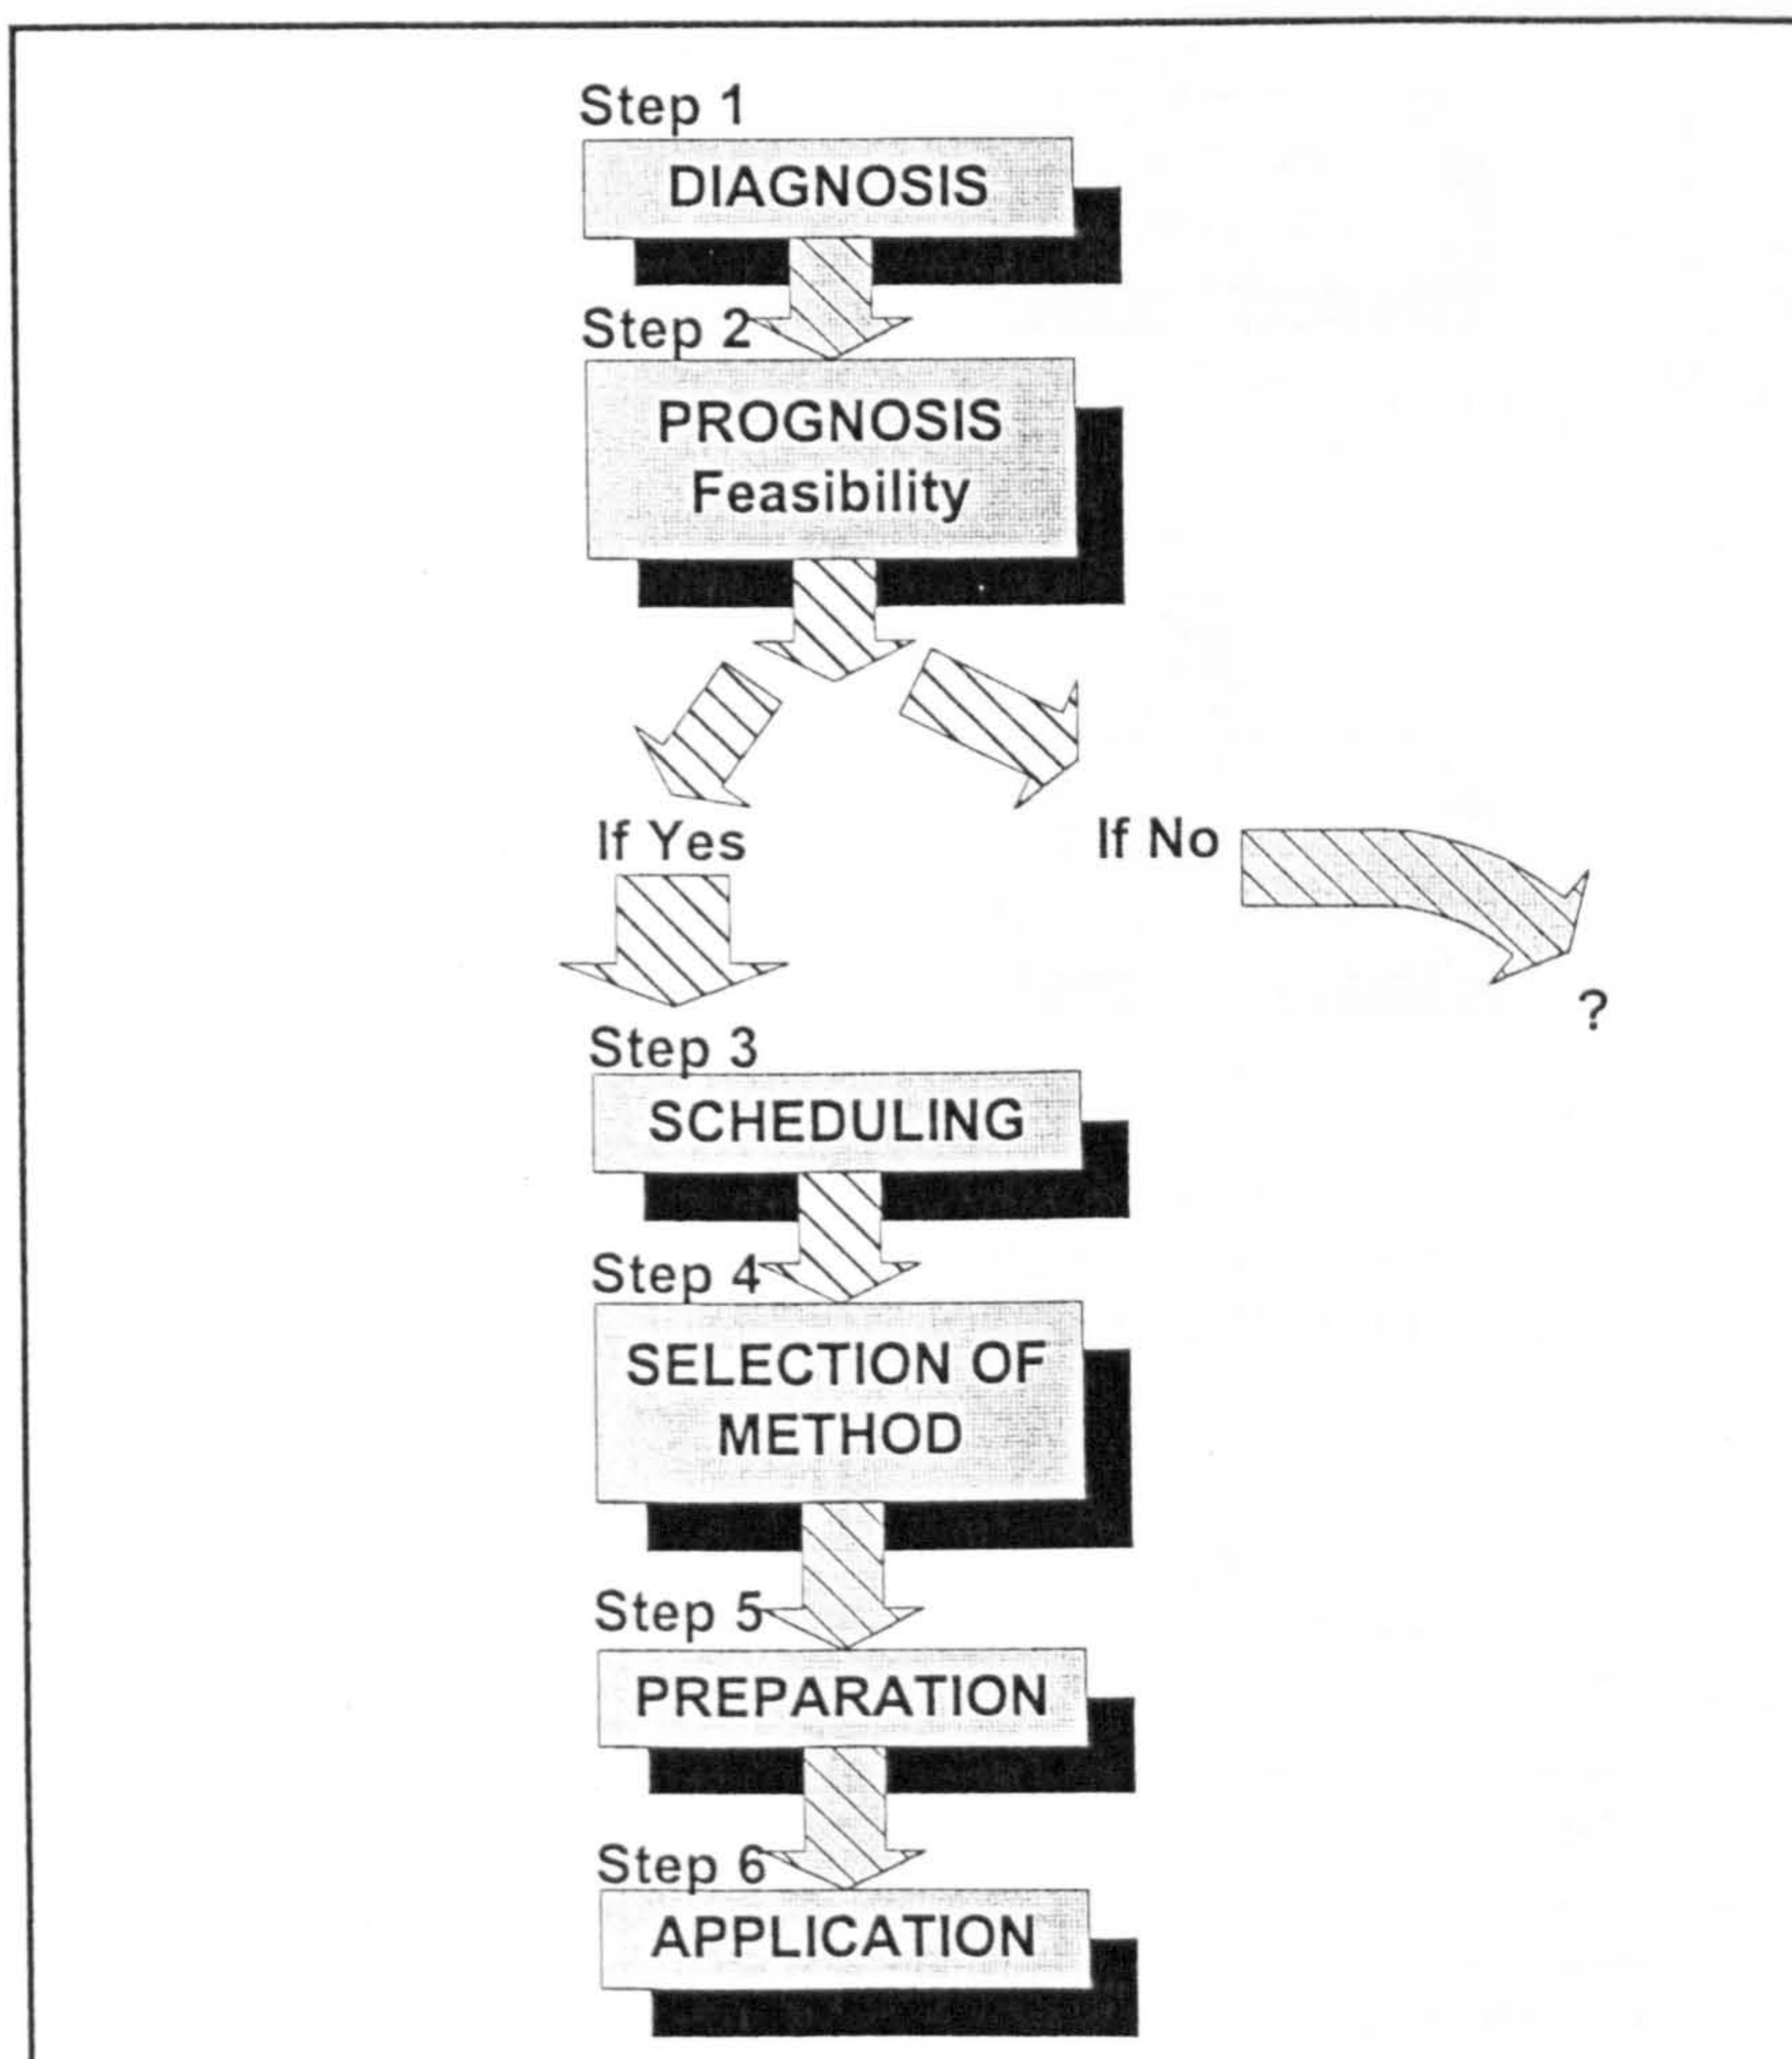 Step 1
DIAGNOSIS
Step 2
PROGNOSIS
Feasibility
If Yes
If No
?
Step 3
SCHEDULING
Step 4
SELECTION OF
METHOD
Step 5
PREPARATION
Step 6
APPLICATION